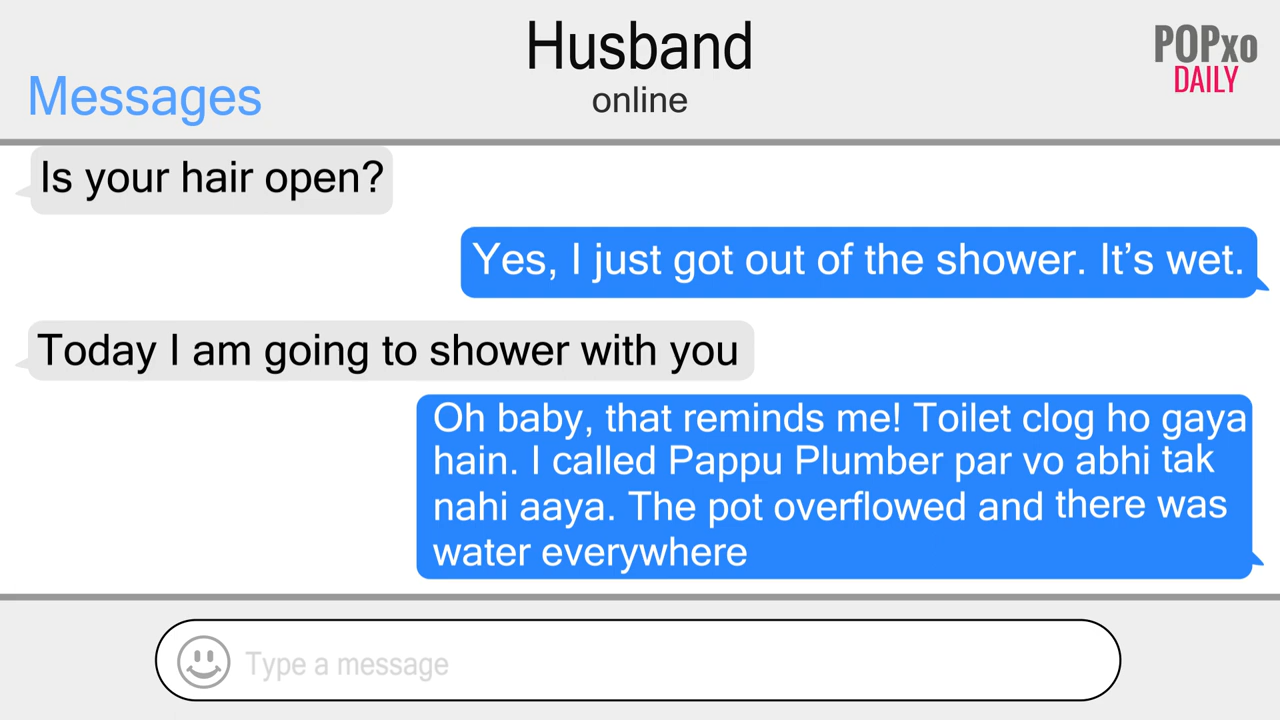 Husband
online
Messages
POPxo
DAILY
Is your hair open?
Yes, I just got out of the shower. It’s wet.
Today I am going to shower with you
Oh baby, that reminds me! Toilet clog ho gaya
hain. I called Pappu Plumber par vo abhi tak
nahi aaya. The pot overflowed and there was
water everywhere
Type a message